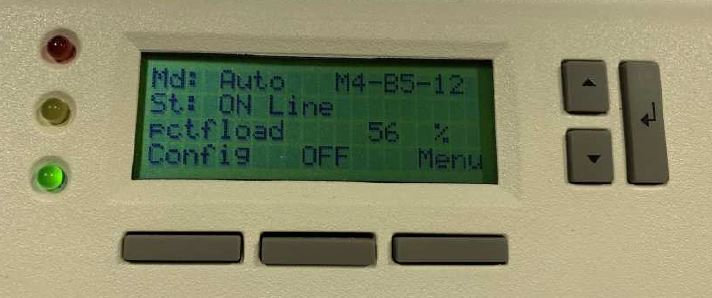 Md: Auto M4-B5-12
St: ON Line
pctfload 56 %
Config OFF Menu